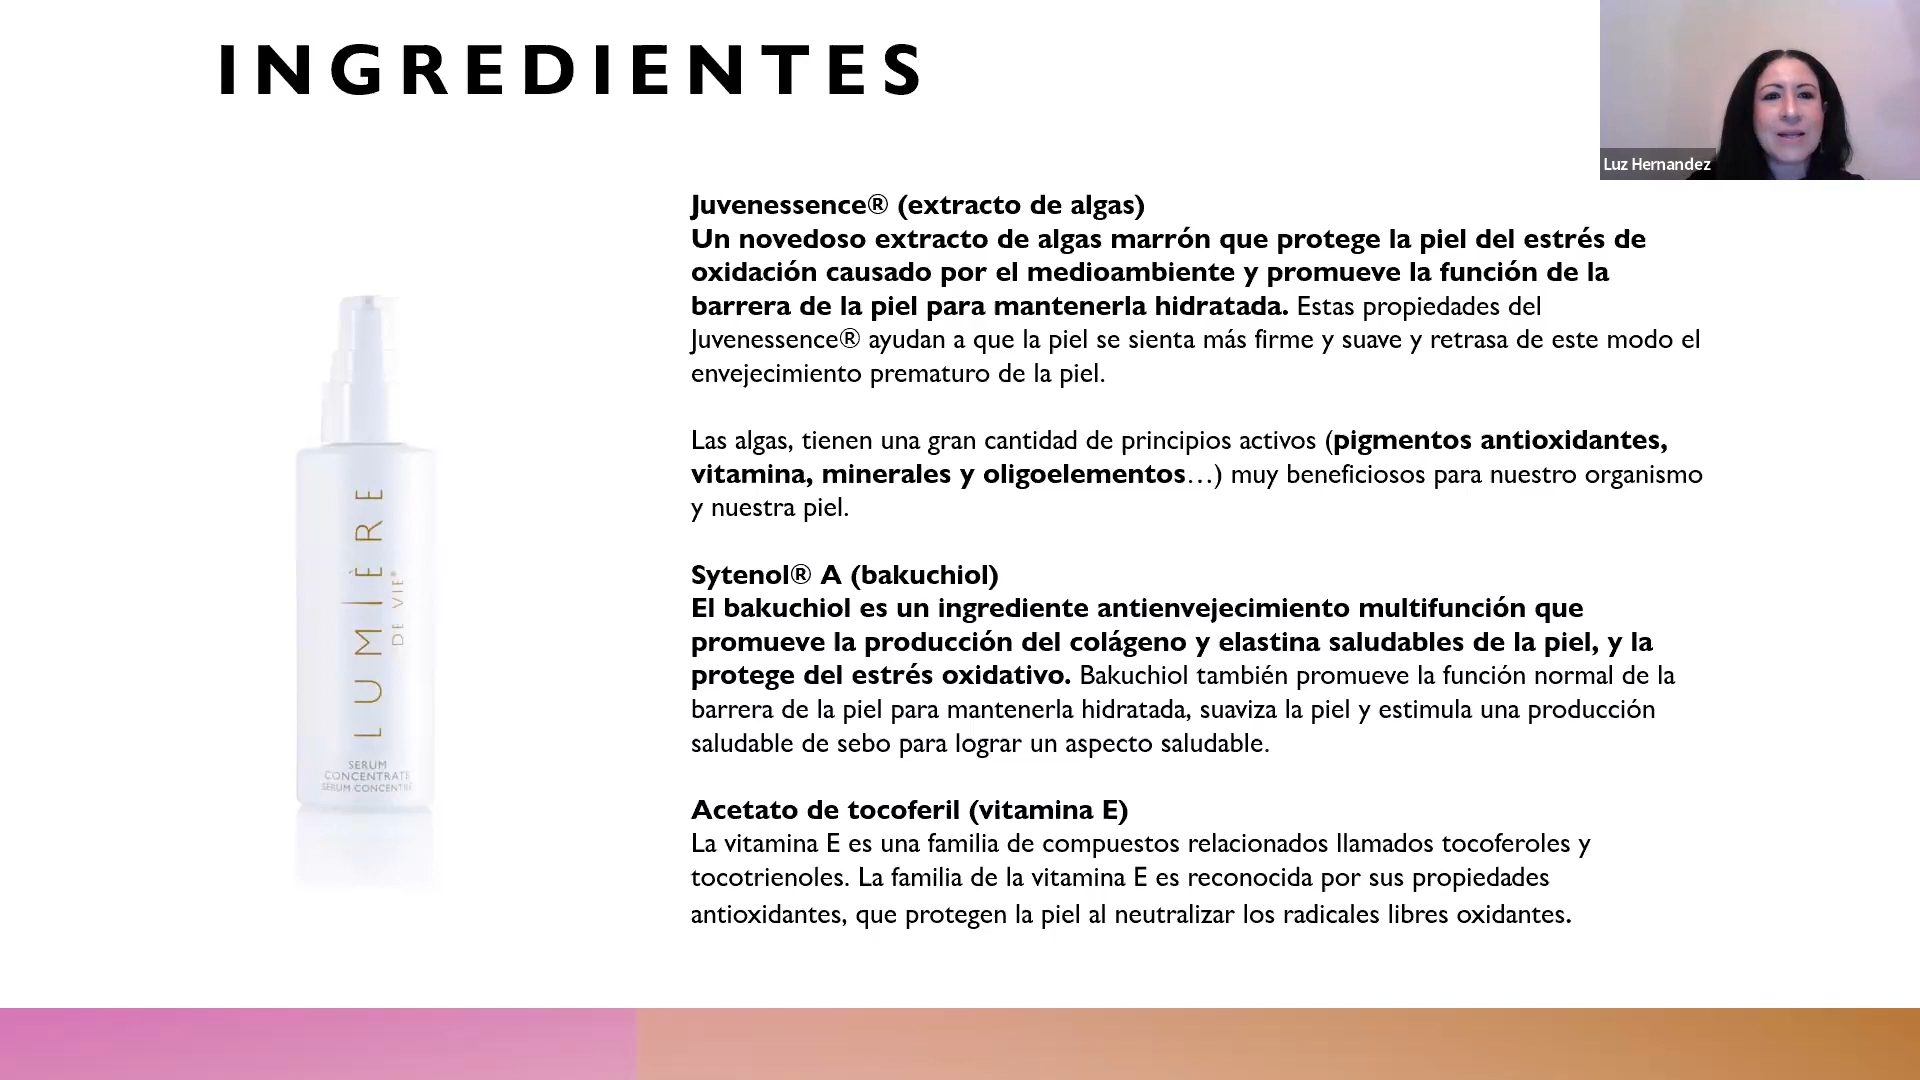 INGREDIENTES
Luz Hernandez
Juvenessence® (extracto de algas)
Un novedoso extracto de algas marrón que protege la piel del estrés de
oxidación causado por el medioambiente y promueve la función de la
barrera de la piel para mantenerla hidratada. Estas propiedades del
Juvenessence® ayudan a que la piel se sienta más firme y suave y retrasa de este modo el
envejecimiento prematuro de la piel.
Las algas, tienen una gran cantidad de principios activos (pigmentos antioxidantes,
vitamina, minerales y oligoelementos…) muy beneficiosos para nuestro organismo
y nuestra piel.
Sytenol® A (bakuchiol)
El bakuchiol es un ingrediente antienvejecimiento multifunción que
promueve la producción del colágeno y elastina saludables de la piel, y la
protege del estrés oxidativo. Bakuchiol también promueve la función normal de la
barrera de la piel para mantenerla hidratada, suaviza la piel y estimula una producción
saludable de sebo para lograr un aspecto saludable.
Acetato de tocoferil (vitamina E)
La vitamina E es una familia de compuestos relacionados llamados tocoferoles y
tocotrienoles. La familia de la vitamina E es reconocida por sus propiedades
antioxidantes, que protegen la piel al neutralizar los radicales libres oxidantes.
LUMIÈRE
DE VIE®
SERUM
CONCENTRATE
SÉRUM CONCENTRÉ